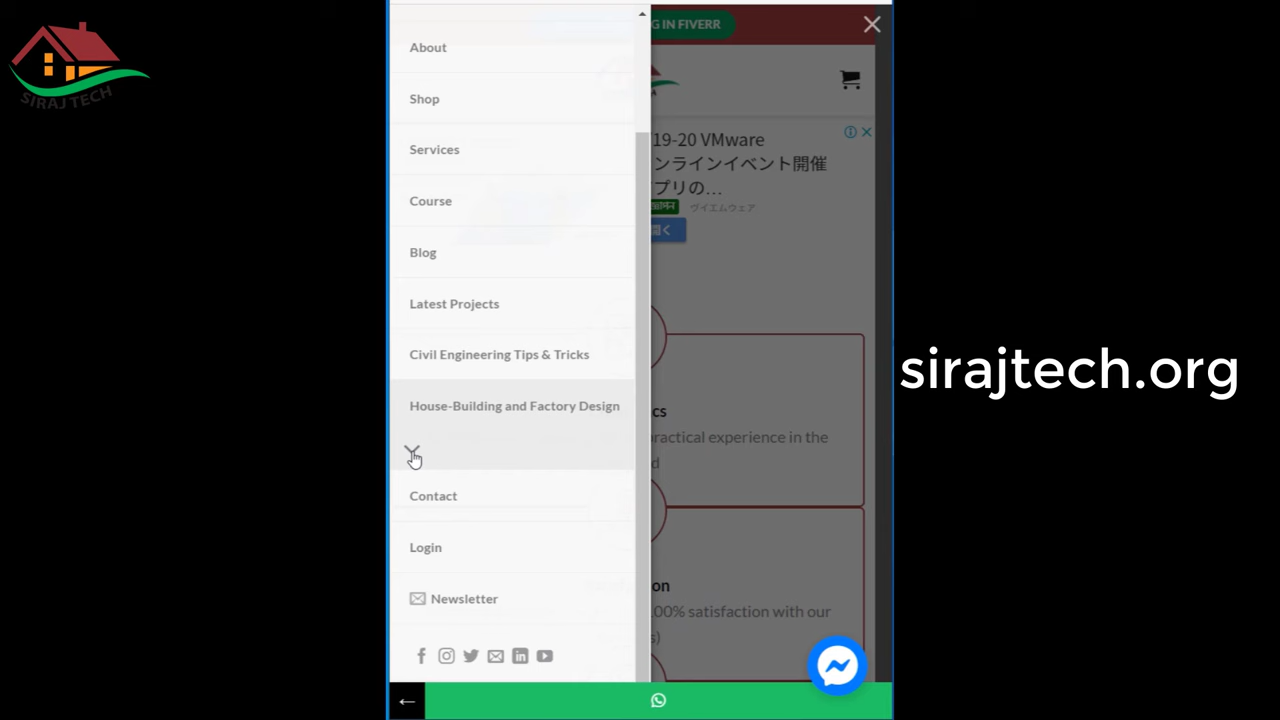 SIRAJ TECH
G IN FIVERR
About
Shop
Services
Course
Blog
Latest Projects
Civil Engineering Tips & Tricks
House-Building and Factory Design
Contact
Login
Newsletter
19-20 VMware
ンラインイベント開催
プリの…
ヴイエムウェア
開く
cs
practical experience in the
d
on
100% satisfaction with our
s)
sirajtech.org